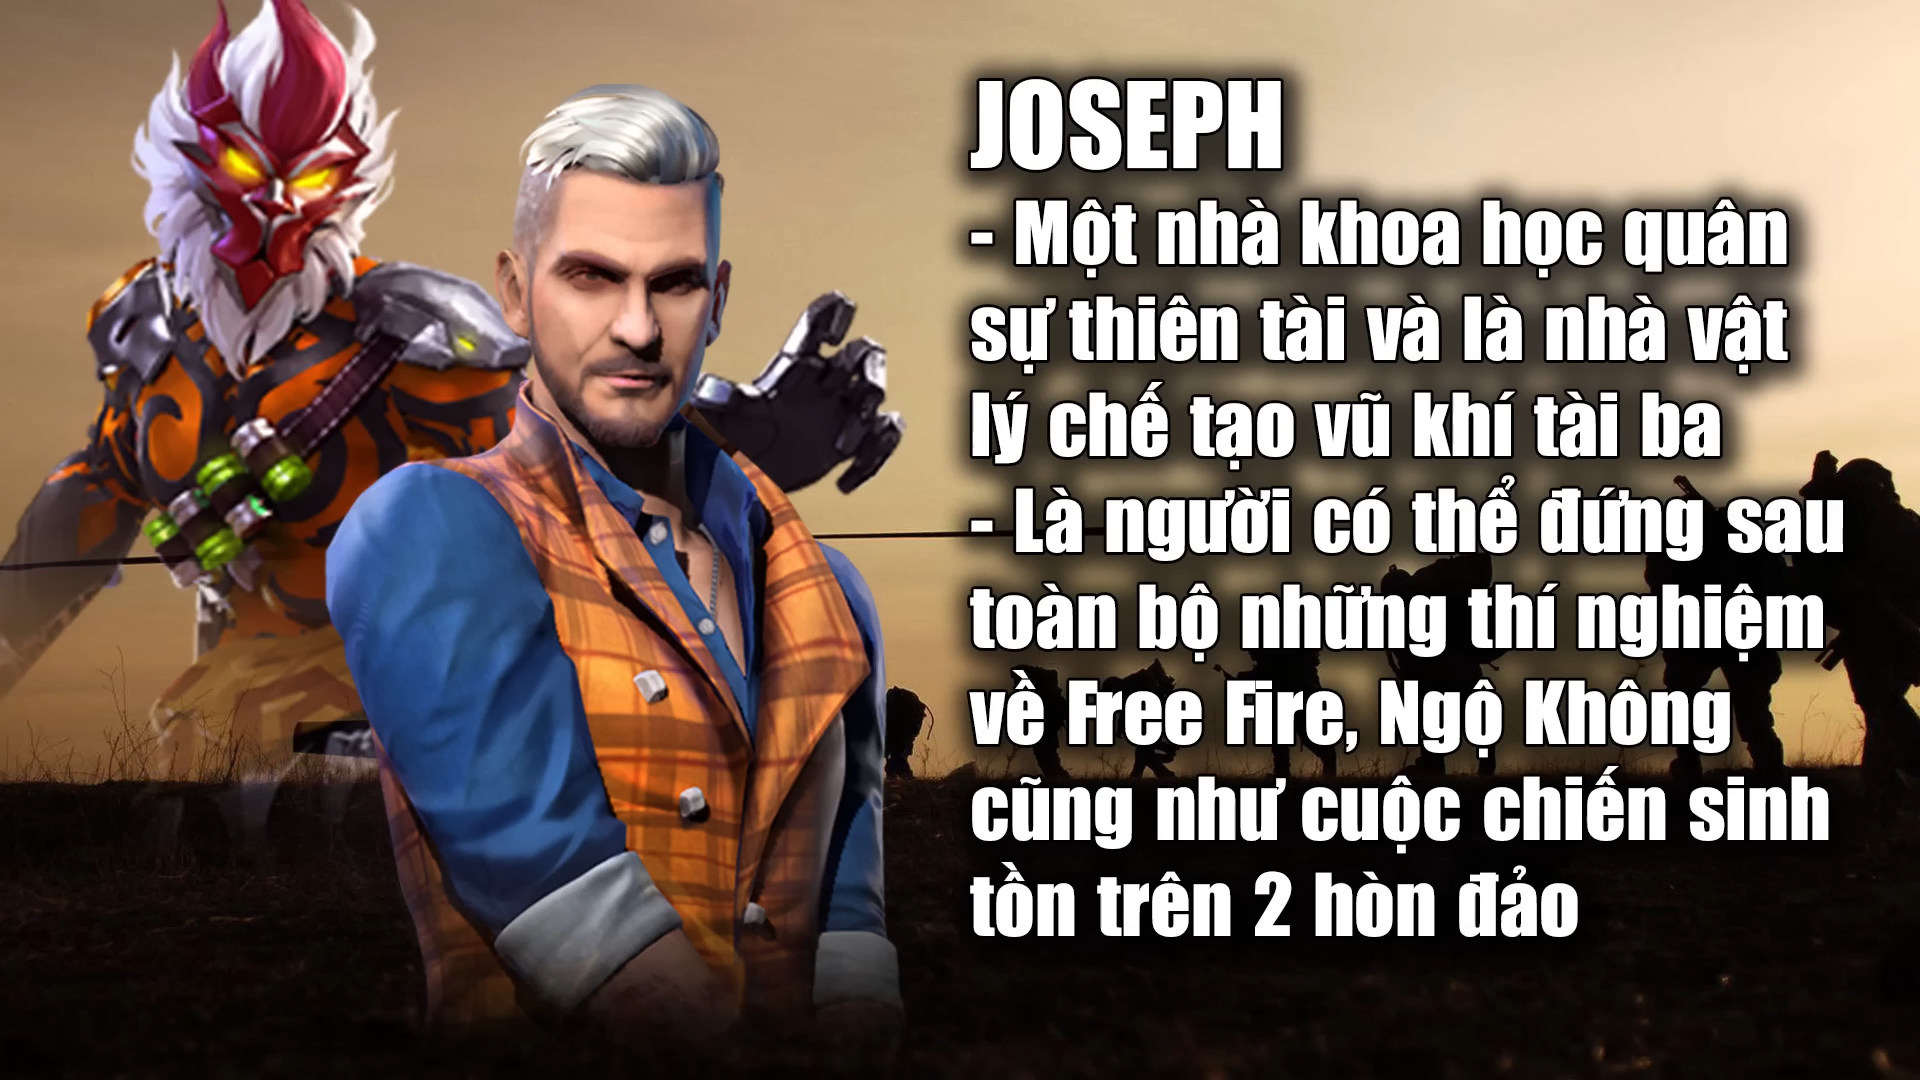 JOSEPH
- Một nhà khoa học quân
sự thiên tài và là nhà vật
lý chế tạo vũ khí tài ba
- Là người có thể đứng sau
toàn bộ những thí nghiệm
về Free Fire, Ngộ Không
cũng như cuộc chiến sinh
tồn trên 2 hòn đảo